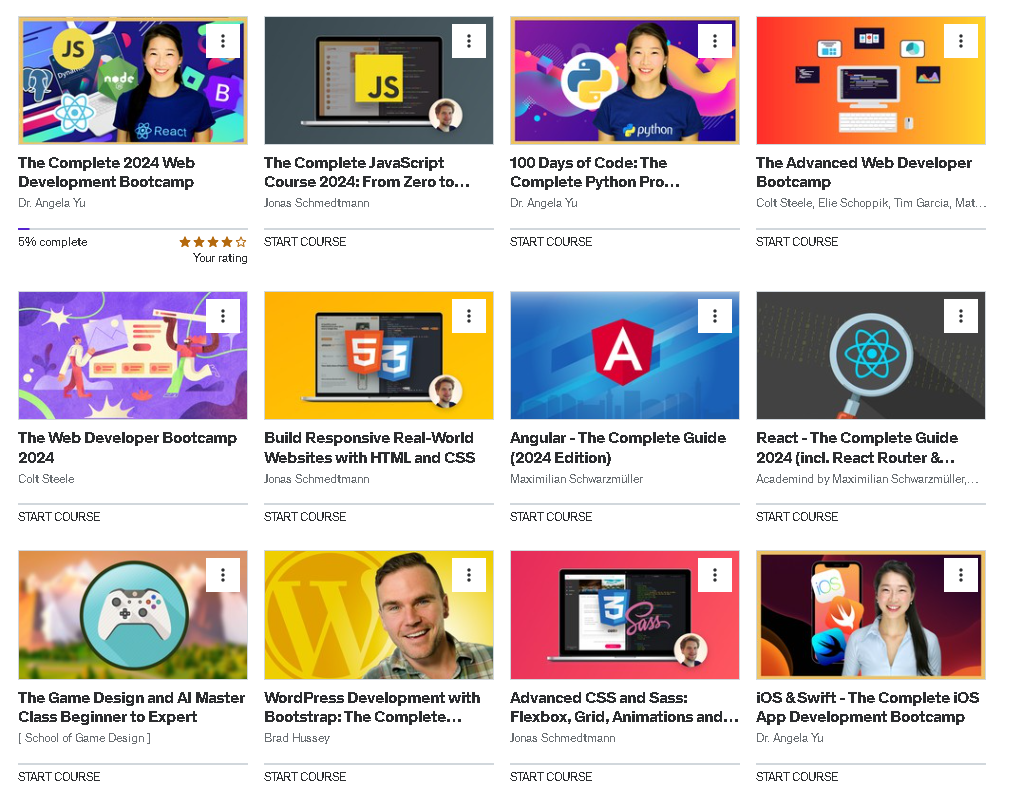 JS
Dynamic
node
B
React
JS
python
The Complete 2024 Web
Development Bootcamp
Dr. Angela Yu
5% complete
Your rating
The Complete JavaScript
Course 2024: From Zero to...
Jonas Schmedtmann
START COURSE
100 Days of Code: The
Complete Python Pro...
Dr. Angela Yu
START COURSE
The Advanced Web Developer
Bootcamp
Colt Steele, Elie Schoppik, Tim Garcia, Mat...
START COURSE
5
3
A
The Web Developer Bootcamp
2024
Colt Steele
START COURSE
Build Responsive Real-World
Websites with HTML and CSS
Jonas Schmedtmann
START COURSE
Angular - The Complete Guide
(2024 Edition)
Maximilian Schwarzmüller
START COURSE
React - The Complete Guide
2024 (incl. React Router &...
Academind by Maximilian Schwarzmüller,...
START COURSE
W
3
Sass
iOS
The Game Design and AI Master
Class Beginner to Expert
[ School of Game Design ]
START COURSE
WordPress Development with
Bootstrap: The Complete...
Brad Hussey
START COURSE
Advanced CSS and Sass:
Flexbox, Grid, Animations and...
Jonas Schmedtmann
START COURSE
iOS & Swift - The Complete iOS
App Development Bootcamp
Dr. Angela Yu
START COURSE